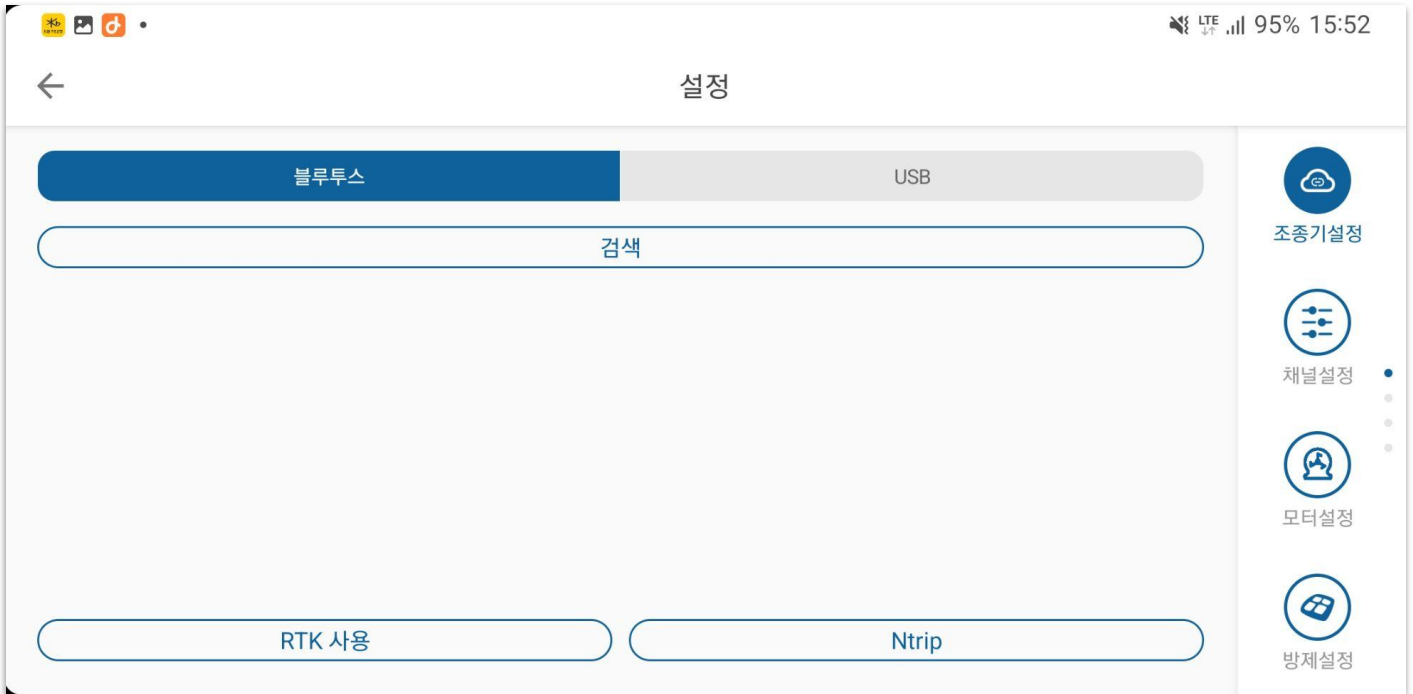 LTE 95% 15:52
설정
블루투스 USB
검색
조종기설정
채널설정
모터설정
RTK 사용 Ntrip
방제설정